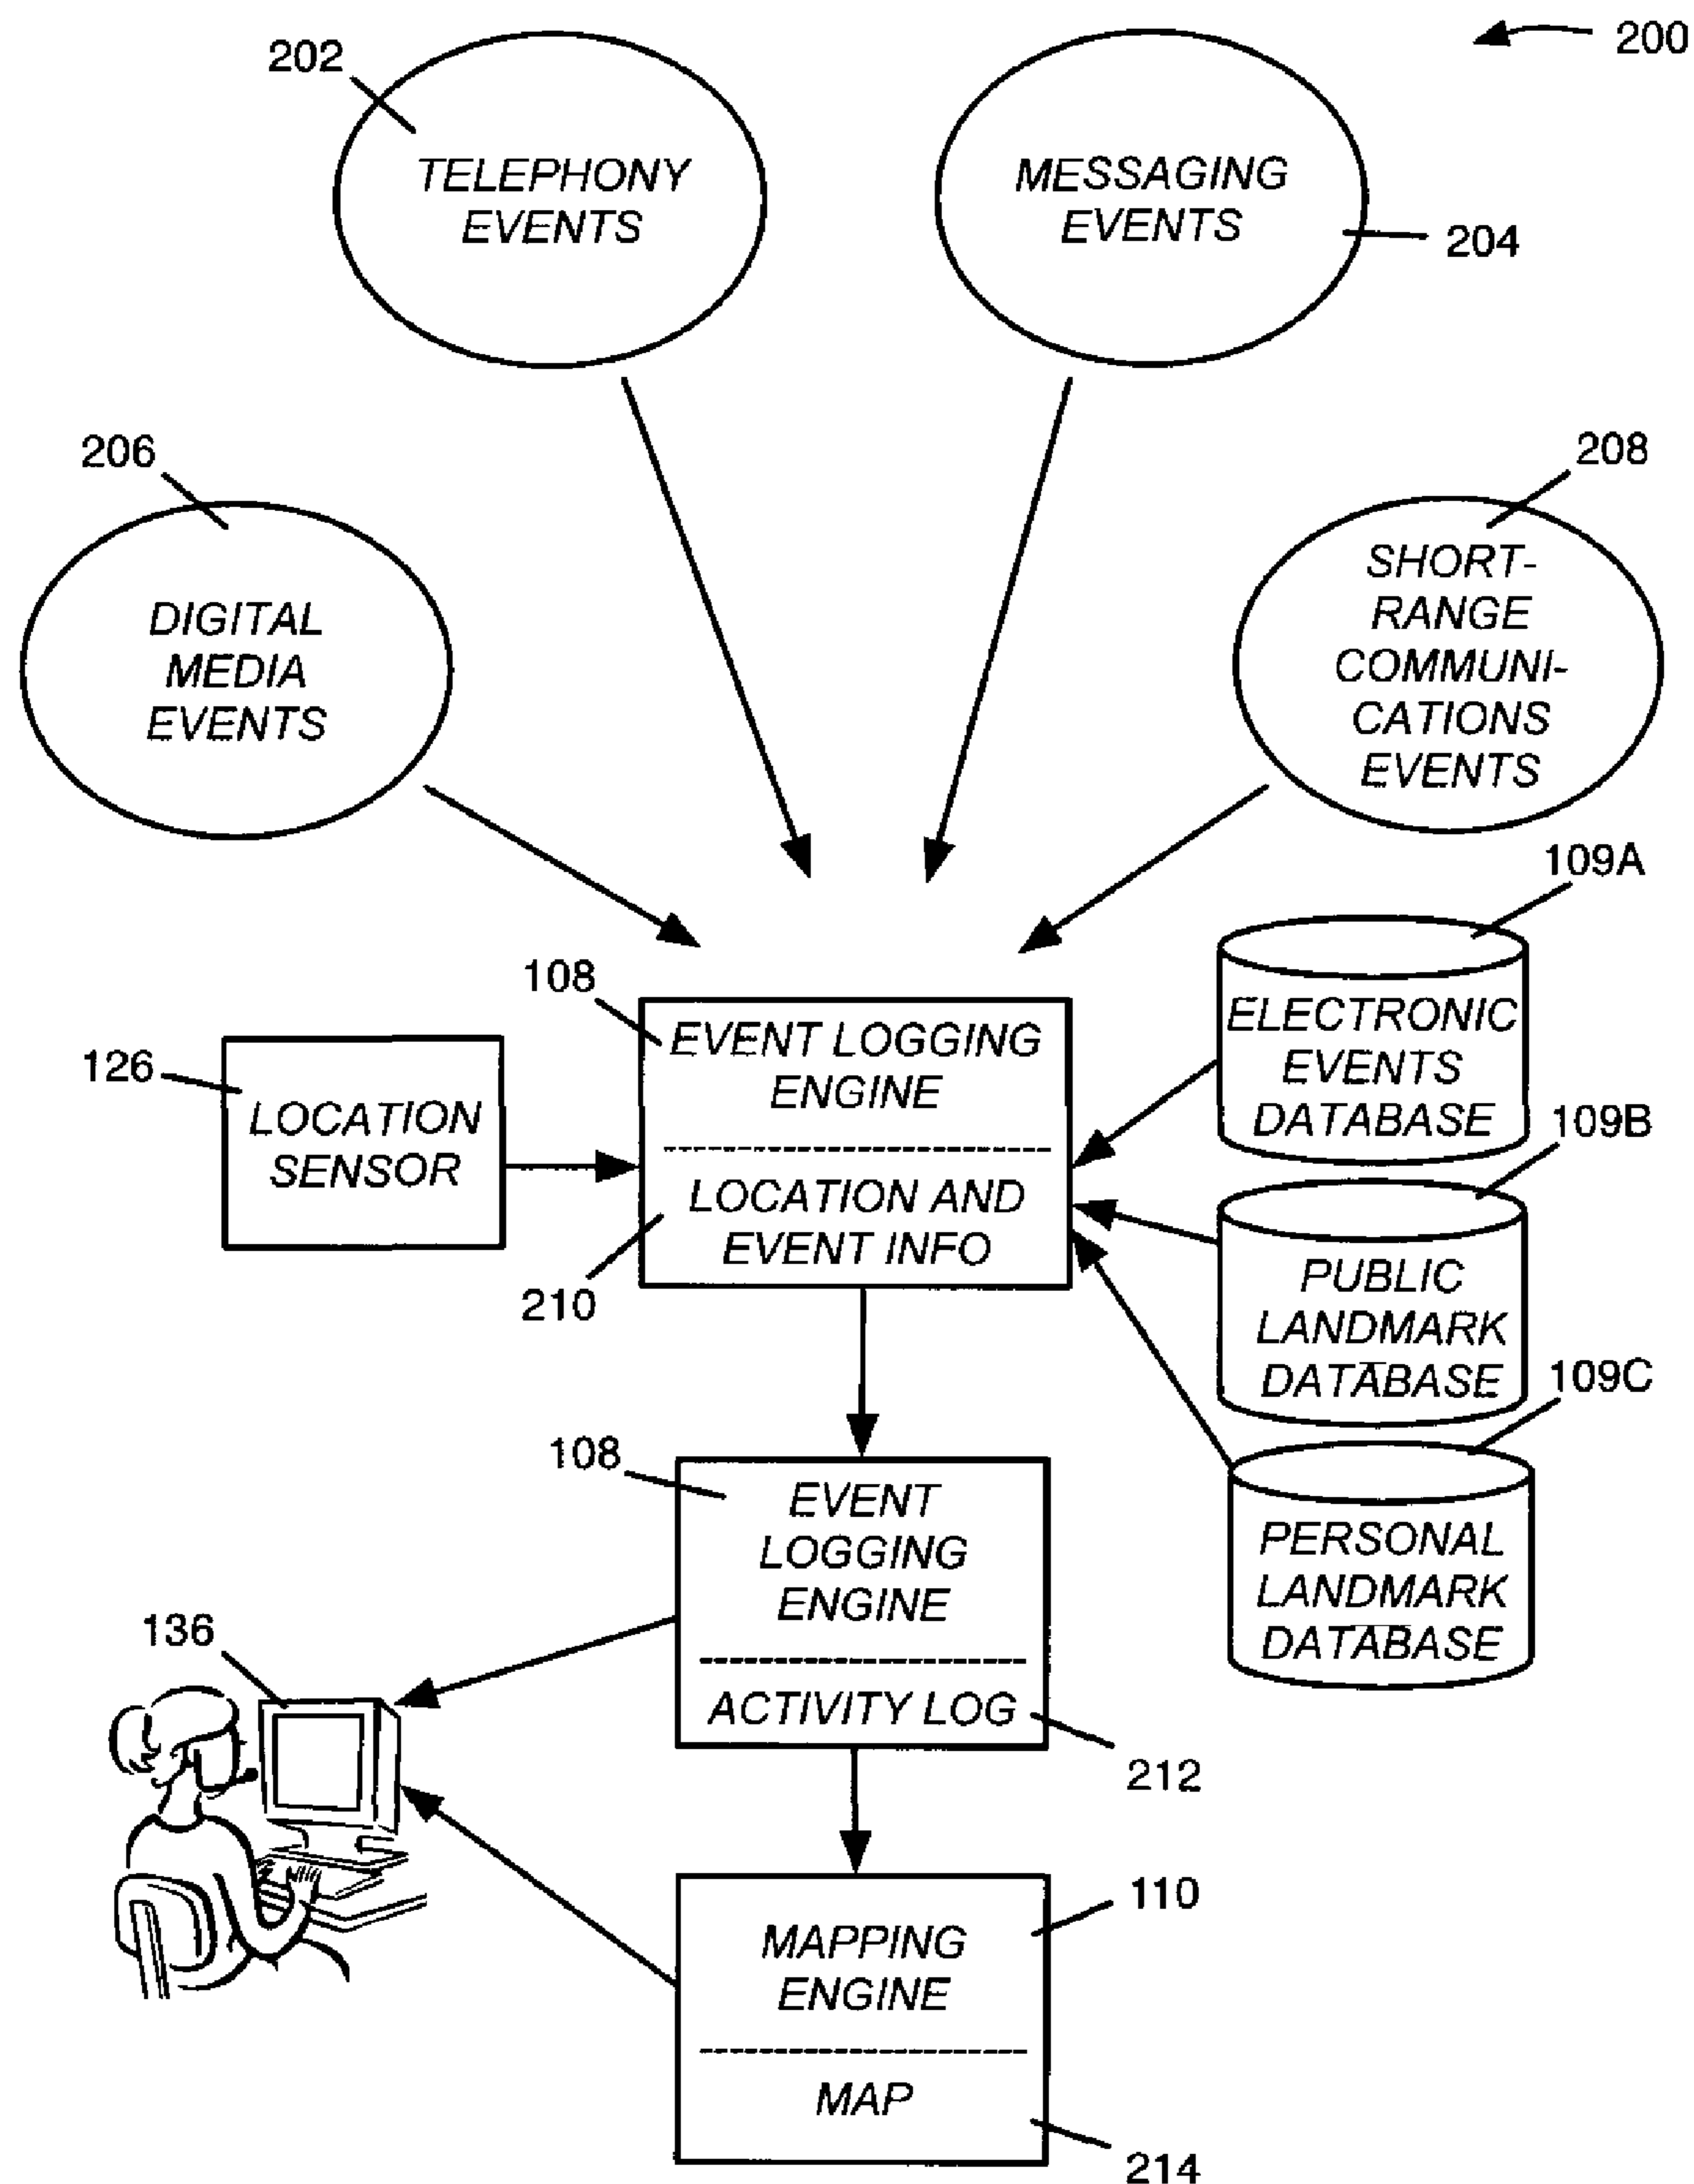 200
202
TELEPHONY
EVENTS
MESSAGING
EVENTS
204
206
DIGITAL
MEDIA
EVENTS
208
SHORT-
RANGE
COMMUNI-
CATIONS
EVENTS
109A
ELECTRONIC
EVENTS
DATABASE
108
EVENT LOGGING
ENGINE
LOCATION AND
EVENT INFO
210
126
LOCATION
SENSOR
109B
PUBLIC
LANDMARK
DATABASE
109C
PERSONAL
LANDMARK
DATABASE
108
EVENT
LOGGING
ENGINE
ACTIVITY LOG
212
136
110
MAPPING
ENGINE
MAP
214